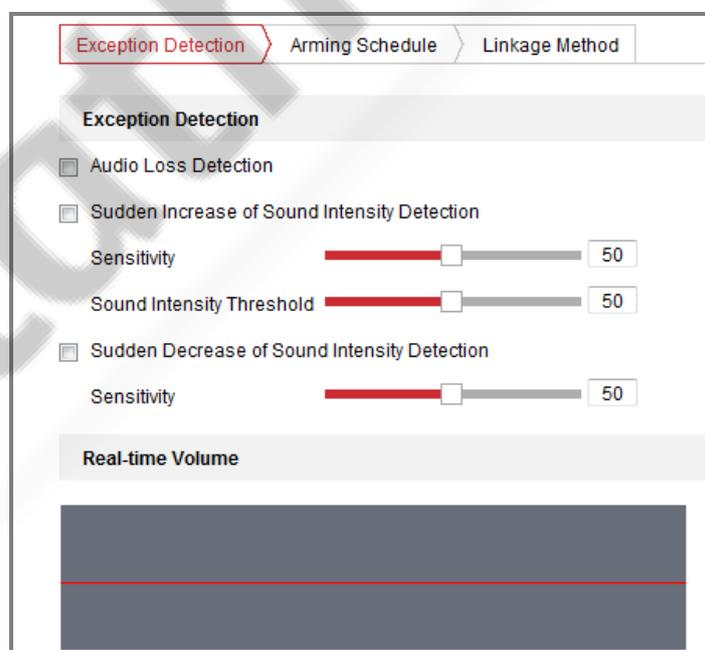 Exception Detection Arming Schedule Linkage Method
Exception Detection
Audio Loss Detection
Sudden Increase of Sound Intensity Detection
Sensitivity 50
Sound Intensity Threshold 50
Sudden Decrease of Sound Intensity Detection
Sensitivity 50
Real-time Volume